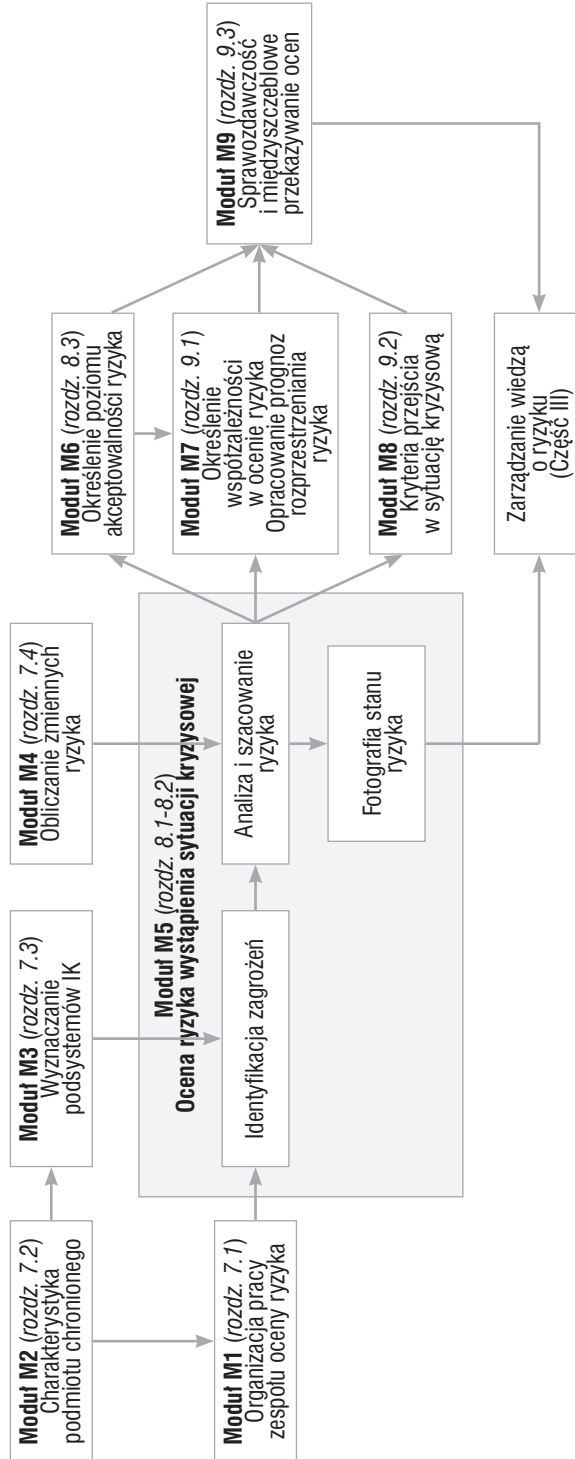 Moduł M2 (rozdz. 7.2)
Charakterystyka
podmiotu chronionego
Moduł M3 (rozdz. 7.3)
Wyznaczanie
podsystemów IK
Moduł M4 (rozdz. 7.4)
Obliczanie zmiennych
ryzyka
Moduł M1 (rozdz. 7.1)
Organizacja pracy
zespołu oceny ryzyka
Moduł M5 (rozdz. 8.1-8.2)
Ocena ryzyka wystąpienia sytuacji kryzysowej
Identyfikacja zagrożeń
Analiza i szacowanie
ryzyka
Fotografia stanu
ryzyka
Moduł M6 (rozdz. 8.3)
Określenie poziomu
akceptowalności ryzyka
Moduł M7 (rozdz. 9.1)
Określenie
współzależności
w ocenie ryzyka
Opracowanie prognoz
rozprzestrzeniania
ryzyka
Moduł M8 (rozdz. 9.2)
Kryteria przejścia
w sytuację kryzysową
Moduł M9 (rozdz. 9.3)
Sprawozdawczość
i międzyszczeblowe
przekazywanie ocen
Zarządzanie wiedzą
o ryzyku
(Część III)